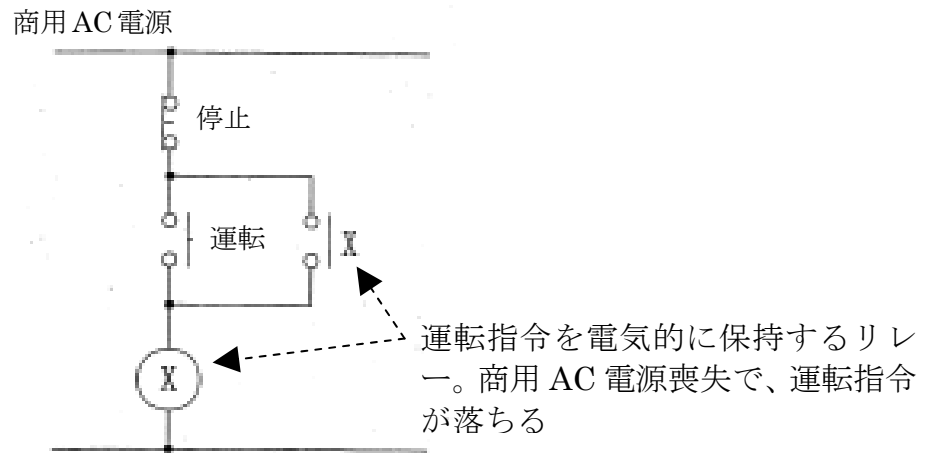 商用AC電源
停止
運転
X
運転指令を電気的に保持するリレ
ー。商用 AC 電源喪失で、運転指令
が落ちる
X